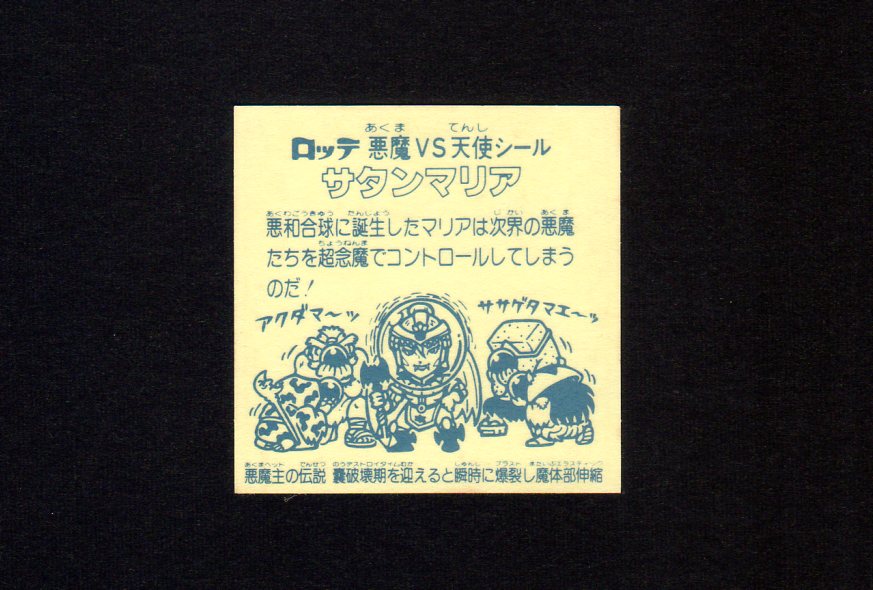 ロッテ 悪魔VS天使シール
サタンマリア
悪和合球に誕生したマリアは次界の悪魔
たちを超念魔でコントロールしてしまう
のだ!
アクダマ〜ッ
ササゲタマエ〜ッ
悪魔主の伝説 嚢破壊期を迎えると瞬時に爆裂し魔体部伸縮